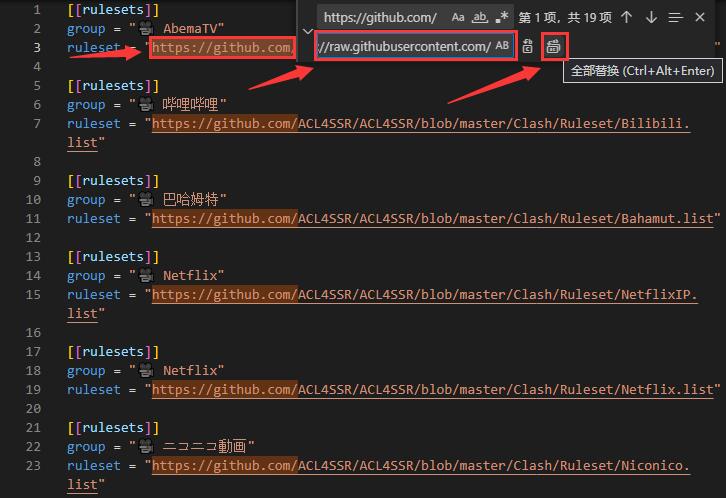 https://github.com/ Aa ab .* 第 1 项，共 19 项
//raw.githubusercontent.com/ AB
全部替换 (Ctrl+Alt+Enter)
1 [[rulesets]]
2 group = "🎥 AbemaTV"
3 ruleset = "https://github.com/
4
5 [[rulesets]]
6 group = "🎥 哔哩哔哩"
7 ruleset = "https://github.com/ACL4SSR/ACL4SSR/blob/master/Clash/Ruleset/Bilibili.
list"
8
9 [[rulesets]]
10 group = "🎥 巴哈姆特"
11 ruleset = "https://github.com/ACL4SSR/ACL4SSR/blob/master/Clash/Ruleset/Bahamut.list"
12
13 [[rulesets]]
14 group = "🎥 Netflix"
15 ruleset = "https://github.com/ACL4SSR/ACL4SSR/blob/master/Clash/Ruleset/NetflixIP.
list"
16
17 [[rulesets]]
18 group = "🎥 Netflix"
19 ruleset = "https://github.com/ACL4SSR/ACL4SSR/blob/master/Clash/Ruleset/Netflix.list"
20
21 [[rulesets]]
22 group = "🎥 ニコニコ動画"
23 ruleset = "https://github.com/ACL4SSR/ACL4SSR/blob/master/Clash/Ruleset/Niconico.
list"